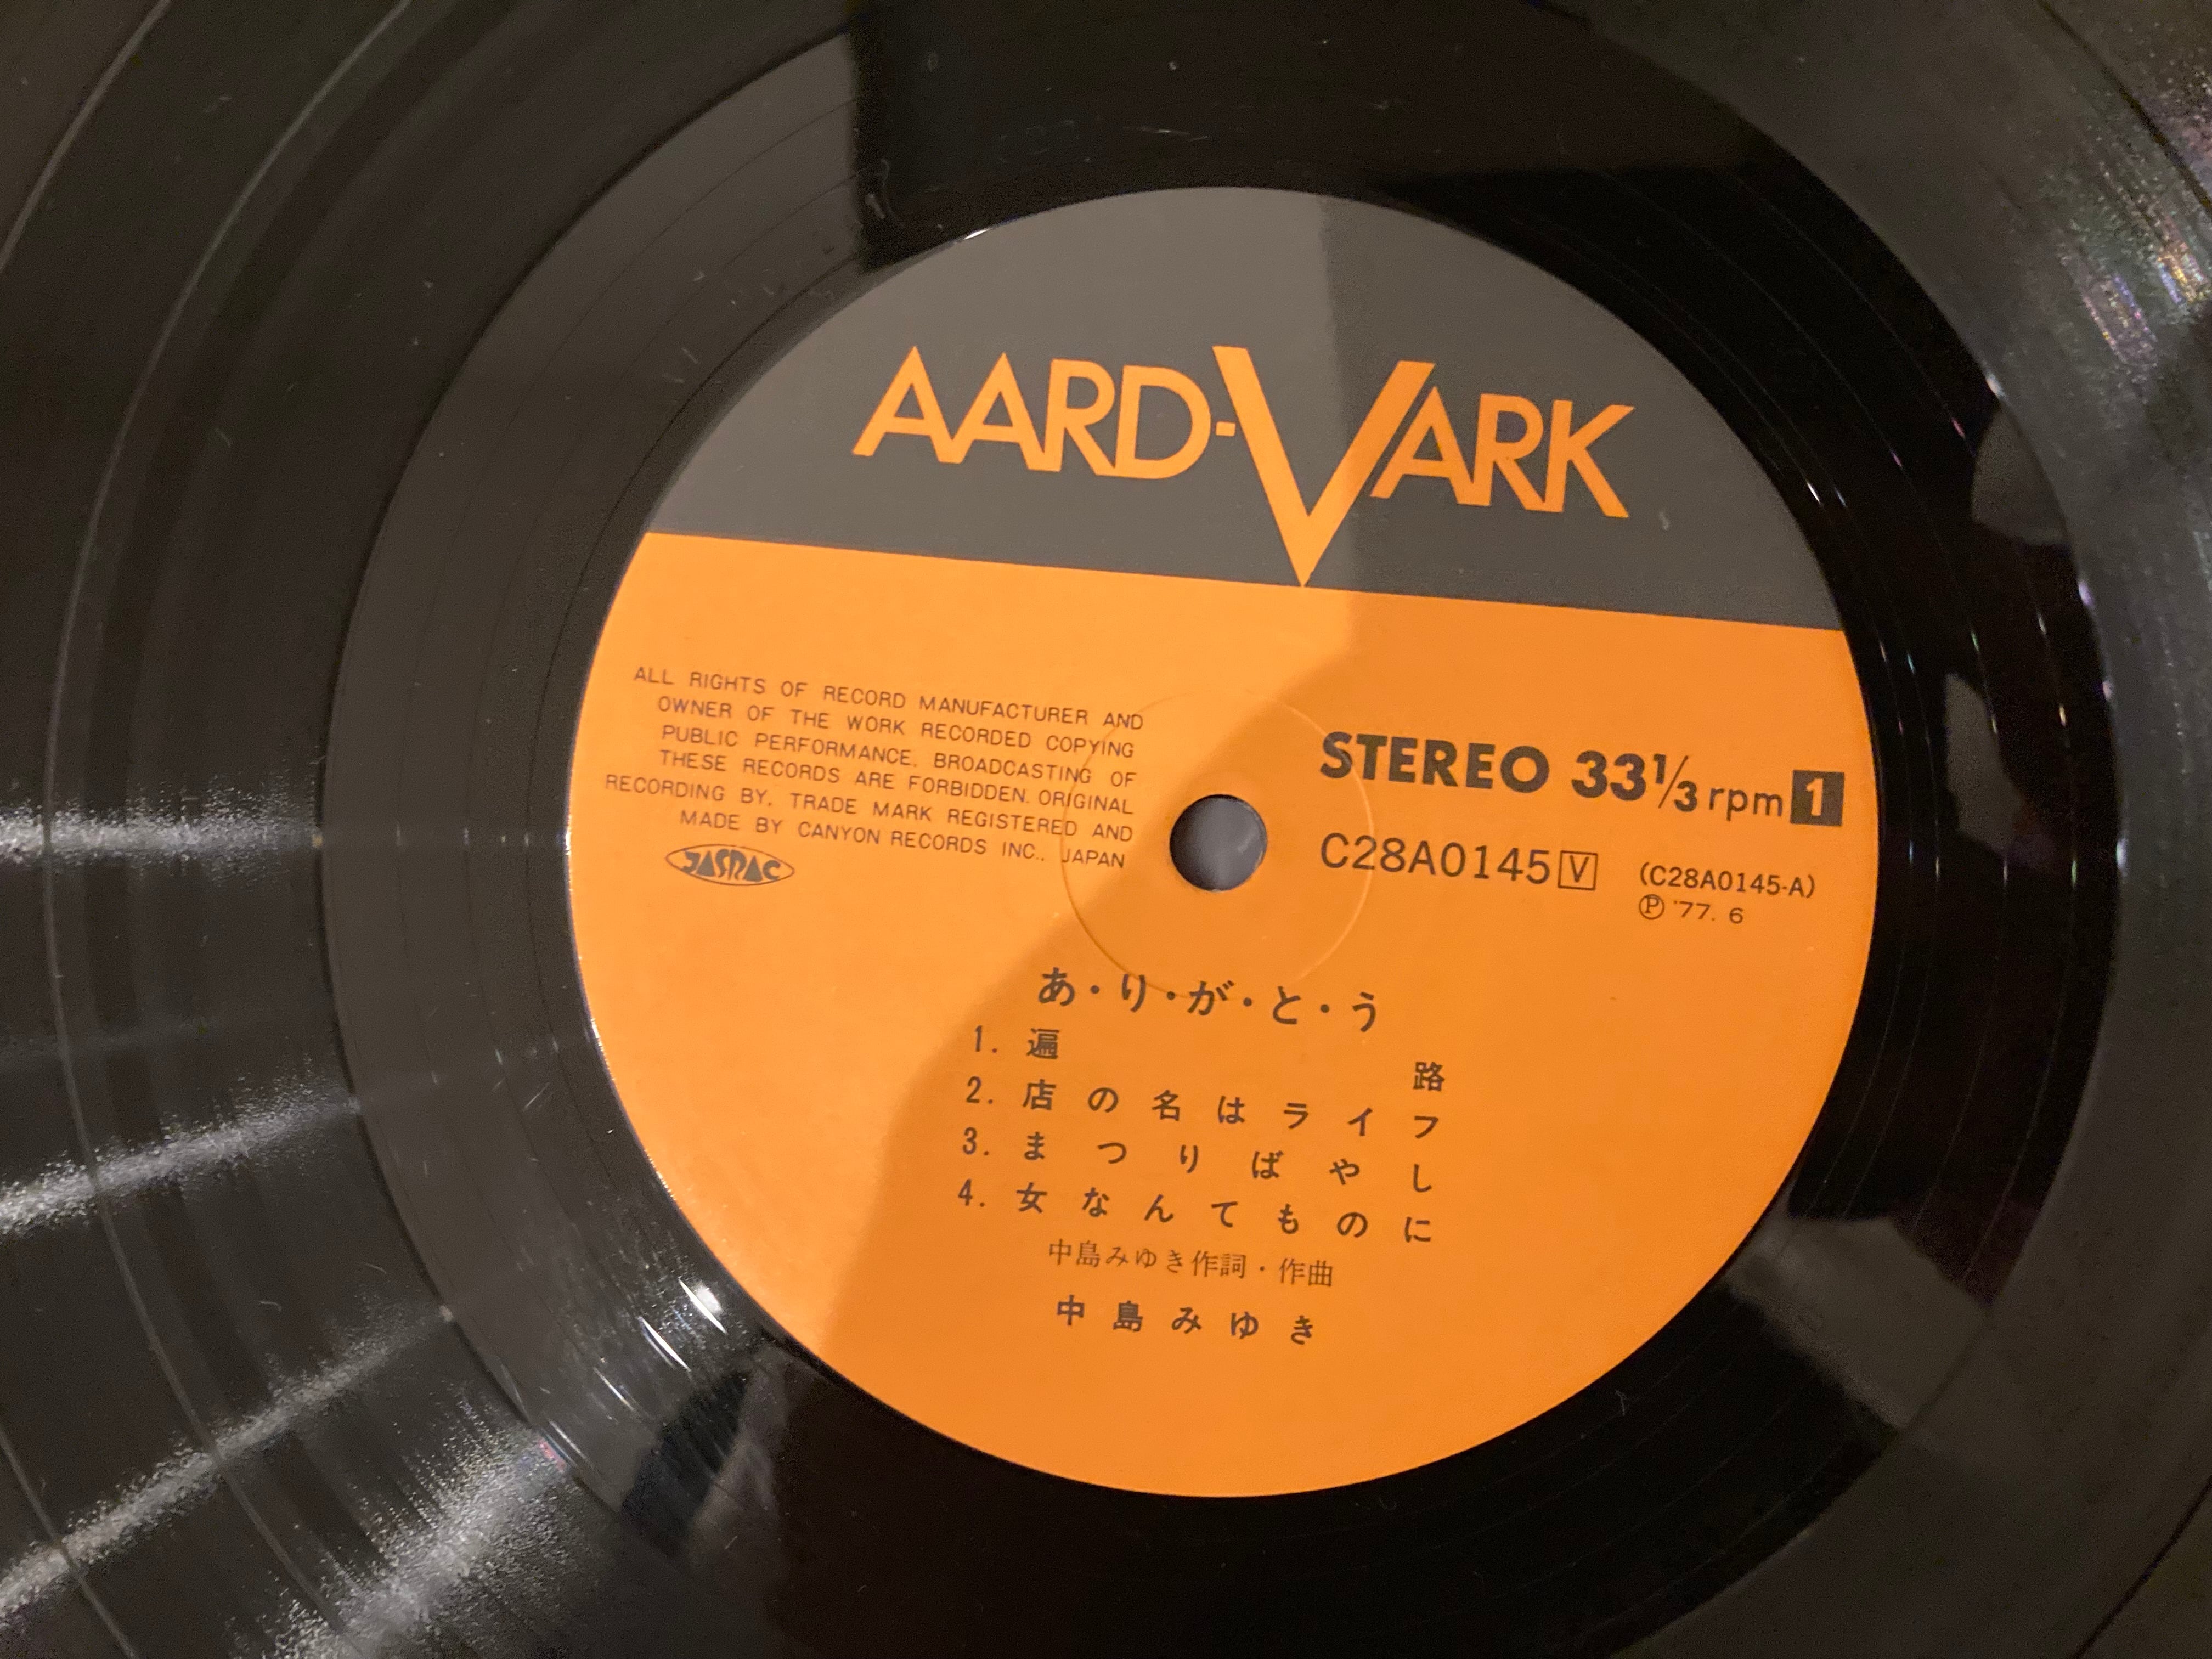 AARD-VARK
ALL RIGHTS OF RECORD MANUFACTURER AND
OWNER OF THE WORK RECORDED COPYING
PUBLIC PERFORMANCE. BROADCASTING OF
THESE RECORDS ARE FORBIDDEN. ORIGINAL
RECORDING BY. TRADE MARK REGISTERED AND
MADE BY CANYON RECORDS INC.. JAPAN
JASRAC
STEREO 33⅓ rpm 1
C28A0145 V (C28A0145-A)
Ⓟ '77. 6
あ・り・が・と・う
1. 遍路
2. 店の名はライフ
3. まつりばやし
4. 女なんてものに
中島みゆき作詞・作曲
中島みゆき